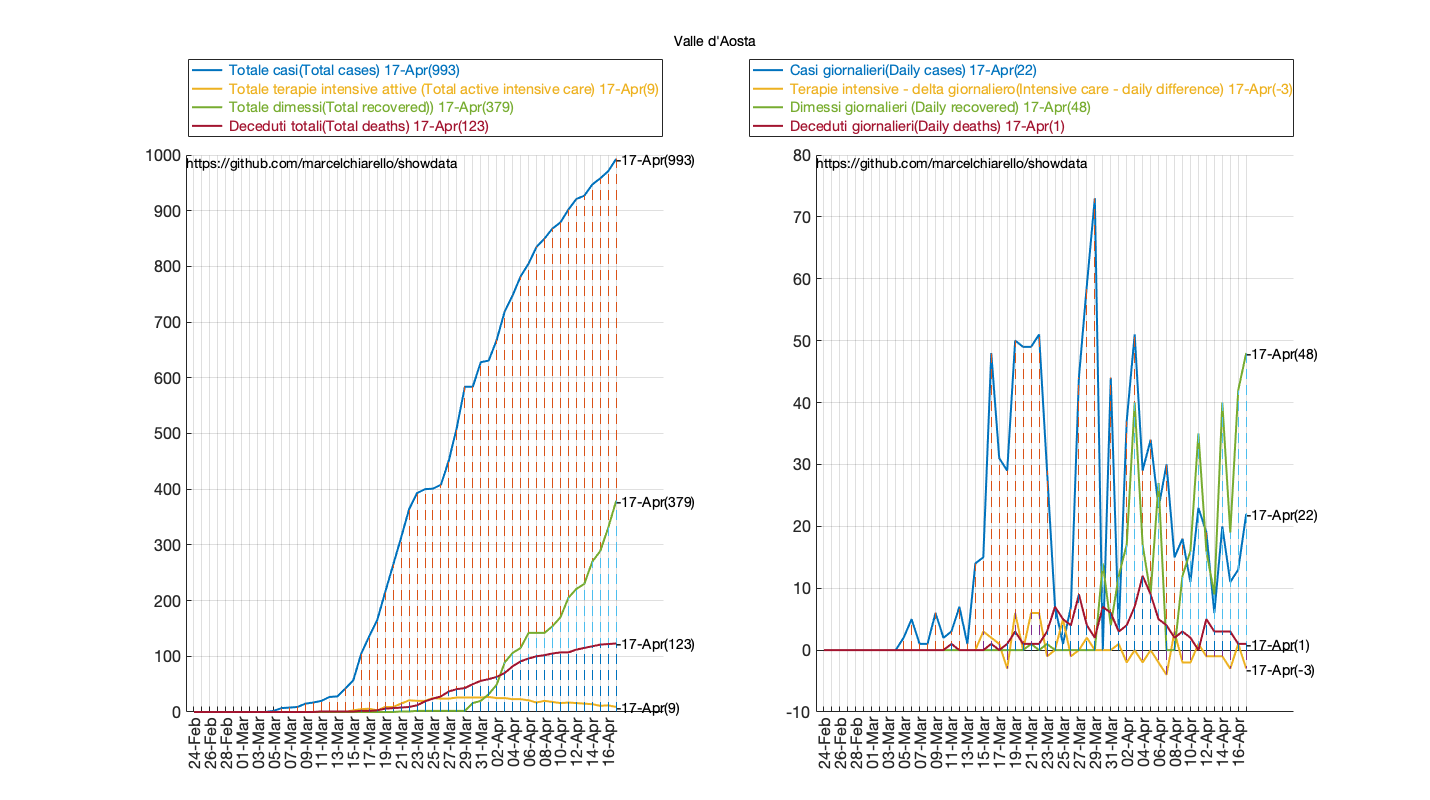 Valle d'Aosta
Totale casi(Total cases) 17-Apr(993)
Totale terapie intensive attive (Total active intensive care) 17-Apr(9)
Totale dimessi(Total recovered)) 17-Apr(379)
Deceduti totali(Total deaths) 17-Apr(123)
https://github.com/marcelchiarello/showdata
1000
900
800
700
600
500
400
300
200
100
0
17-Apr(993)
17-Apr(379)
17-Apr(123)
17-Apr(9)
24-Feb
26-Feb
28-Feb
01-Mar
03-Mar
05-Mar
07-Mar
09-Mar
11-Mar
13-Mar
15-Mar
17-Mar
19-Mar
21-Mar
23-Mar
25-Mar
27-Mar
29-Mar
31-Mar
02-Apr
04-Apr
06-Apr
08-Apr
10-Apr
12-Apr
14-Apr
16-Apr
Casi giornalieri(Daily cases) 17-Apr(22)
Terapie intensive - delta giornaliero(Intensive care - daily difference) 17-Apr(-3)
Dimessi giornalieri (Daily recovered) 17-Apr(48)
Deceduti giornalieri(Daily deaths) 17-Apr(1)
https://github.com/marcelchiarello/showdata
80
70
60
50
40
30
20
10
0
-10
17-Apr(48)
17-Apr(22)
17-Apr(1)
17-Apr(-3)
24-Feb
26-Feb
28-Feb
01-Mar
03-Mar
05-Mar
07-Mar
09-Mar
11-Mar
13-Mar
15-Mar
17-Mar
19-Mar
21-Mar
23-Mar
25-Mar
27-Mar
29-Mar
31-Mar
02-Apr
04-Apr
06-Apr
08-Apr
10-Apr
12-Apr
14-Apr
16-Apr